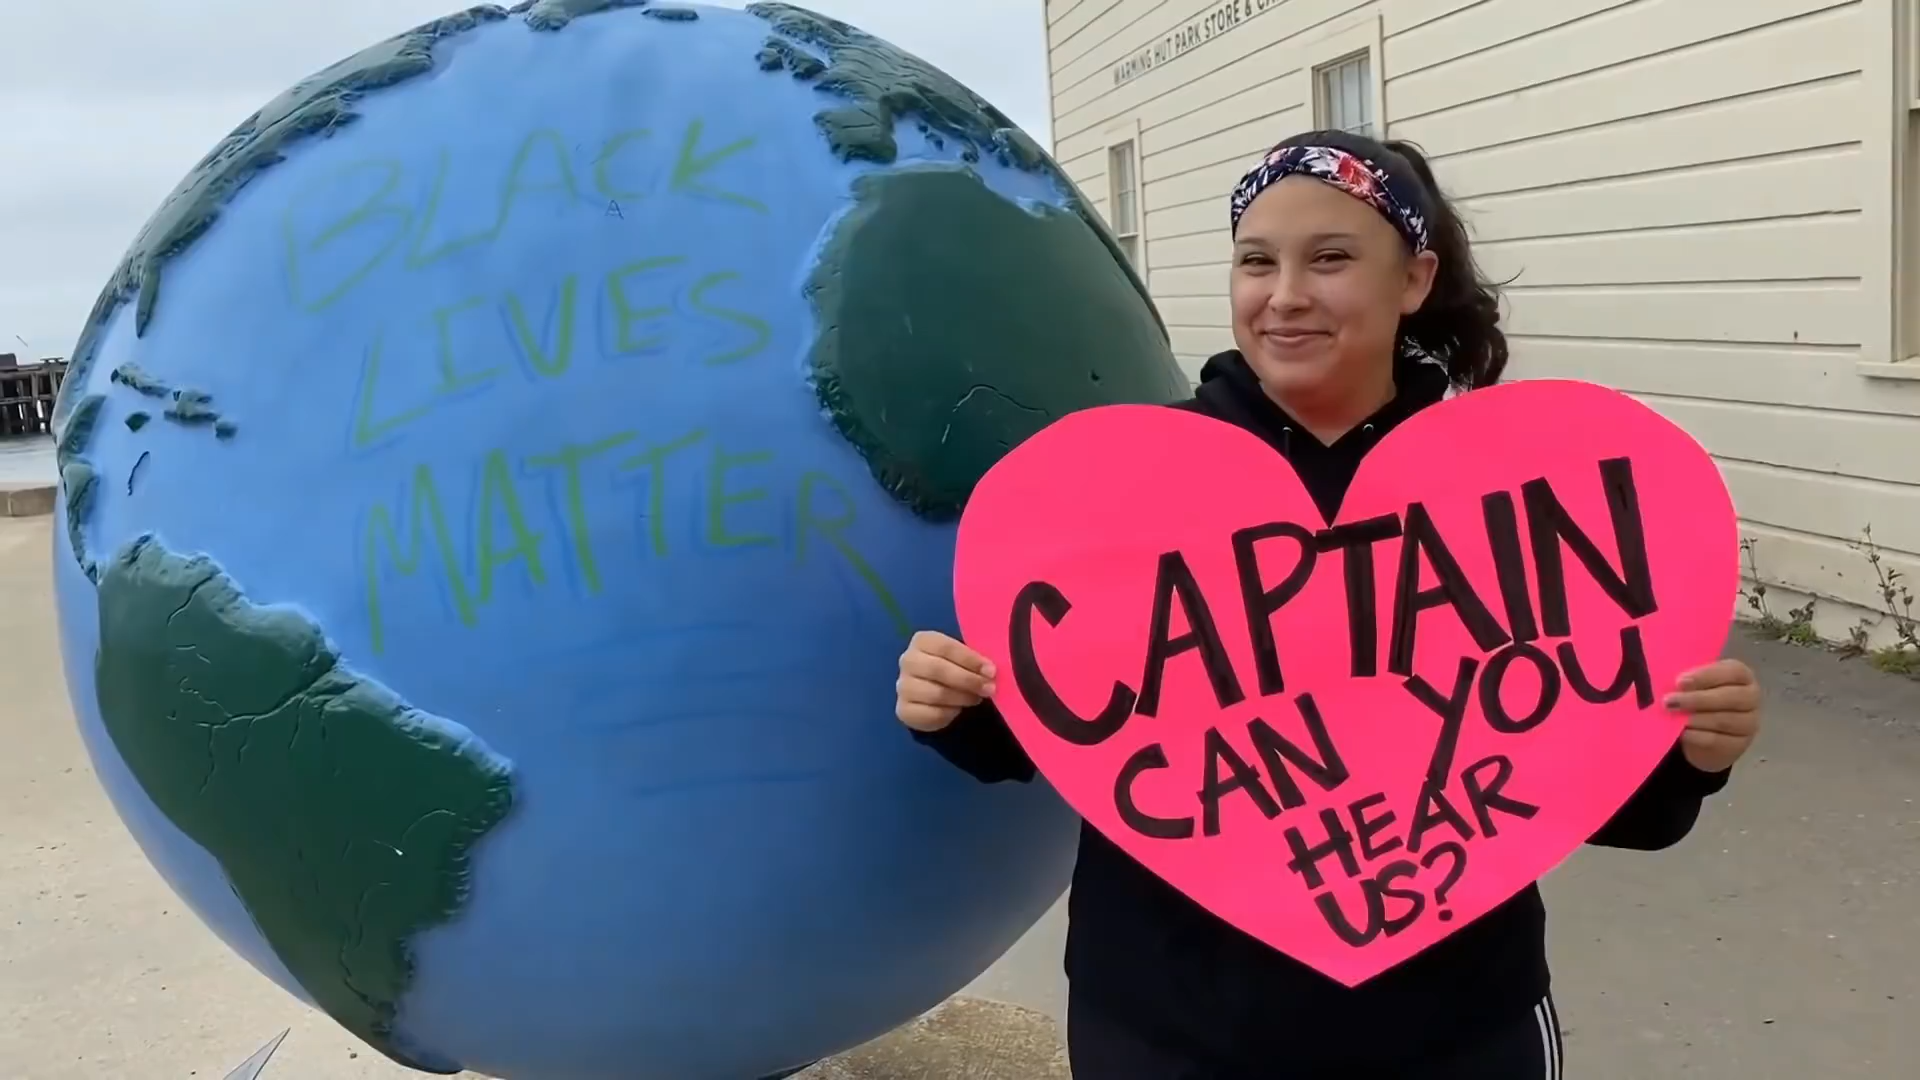 WARMING HUT PARK STORE &
BLACK
LIVES
MATTER
CAPTAIN
CAN YOU
HEAR
US?